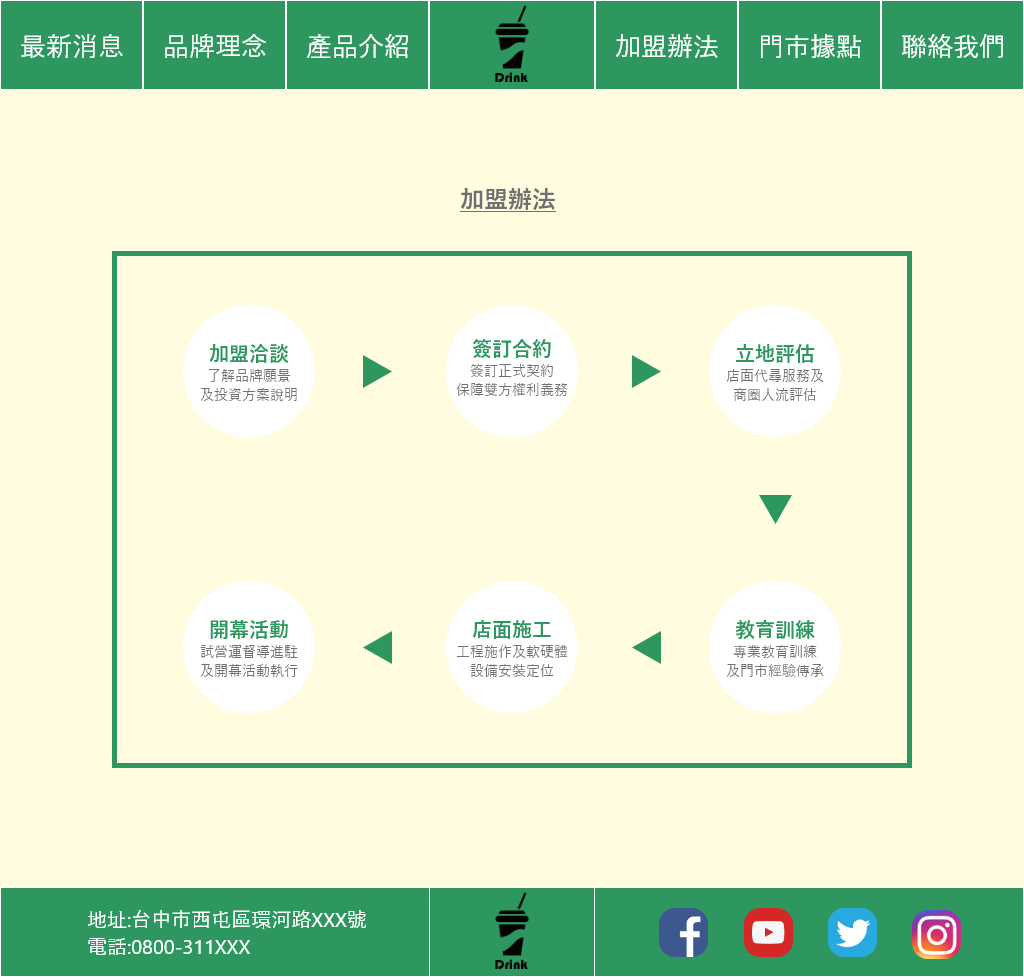 最新消息
品牌理念
產品介紹
Drink
加盟辦法
門市據點
聯絡我們
加盟辦法
加盟洽談
了解品牌願景
及投資方案說明
簽訂合約
簽訂正式契約
保障雙方權利義務
立地評估
店面代尋服務及
商圈人流評估
開幕活動
試營運督導進駐
及開幕活動執行
店面施工
工程施作及軟硬體
設備安裝定位
教育訓練
專業教育訓練
及門市經驗傳承
地址:台中市西屯區環河路XXX號
電話:0800-311XXX
Drink